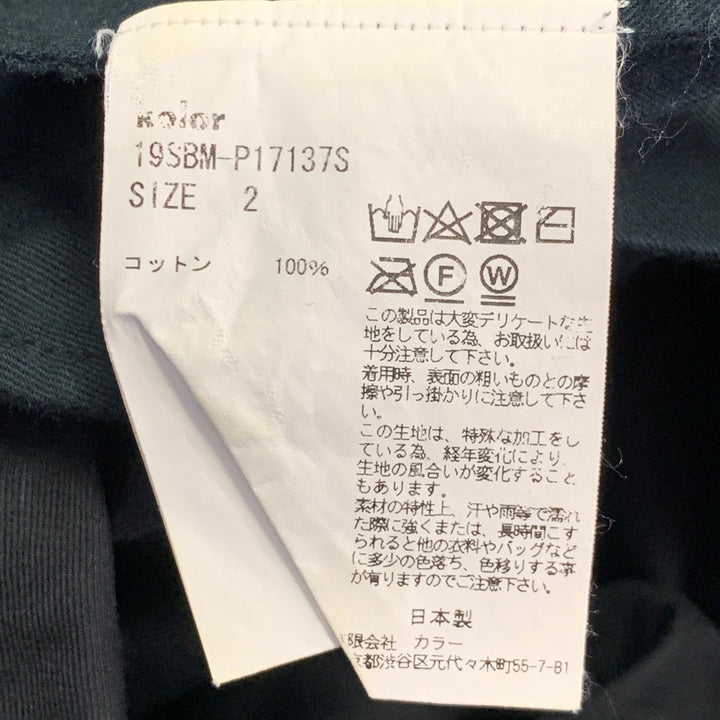 kolor
19SBM-P17137S
SIZE 2
コットン 100%
F W
この製品は大変デリケートな生
地をしている為、お取扱いには
十分注意して下さい。
着用時、表面の粗いものとの摩
擦や引っ掛かりに注意して下さ
い。
この生地は、特殊な加工をし
ている為、経年変化により、
生地の風合いが変化すること
もあります。
素材の特性上、汗や雨等で濡れ
た際に強くまたは、長時間こす
られると他の衣料やバッグなど
に多少の色落ち、色移りする事
が有りますのでご注意下さい。
日本製
有限会社 カラー
京都渋谷区元代々木町55-7-B1